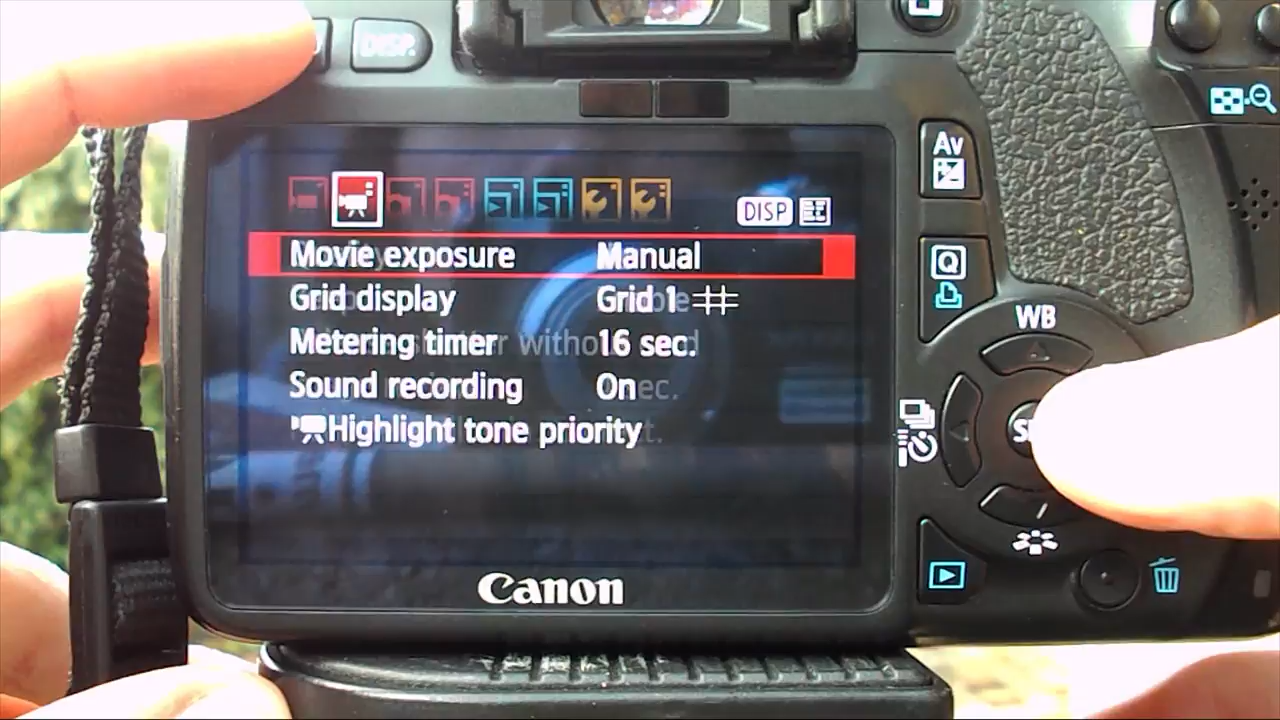 DISP.
Av
DISP
Movie exposure Manual
Grid display Grid 1
Metering timer 16 sec.
Sound recording On
Highlight tone priority
Q
WB
Canon